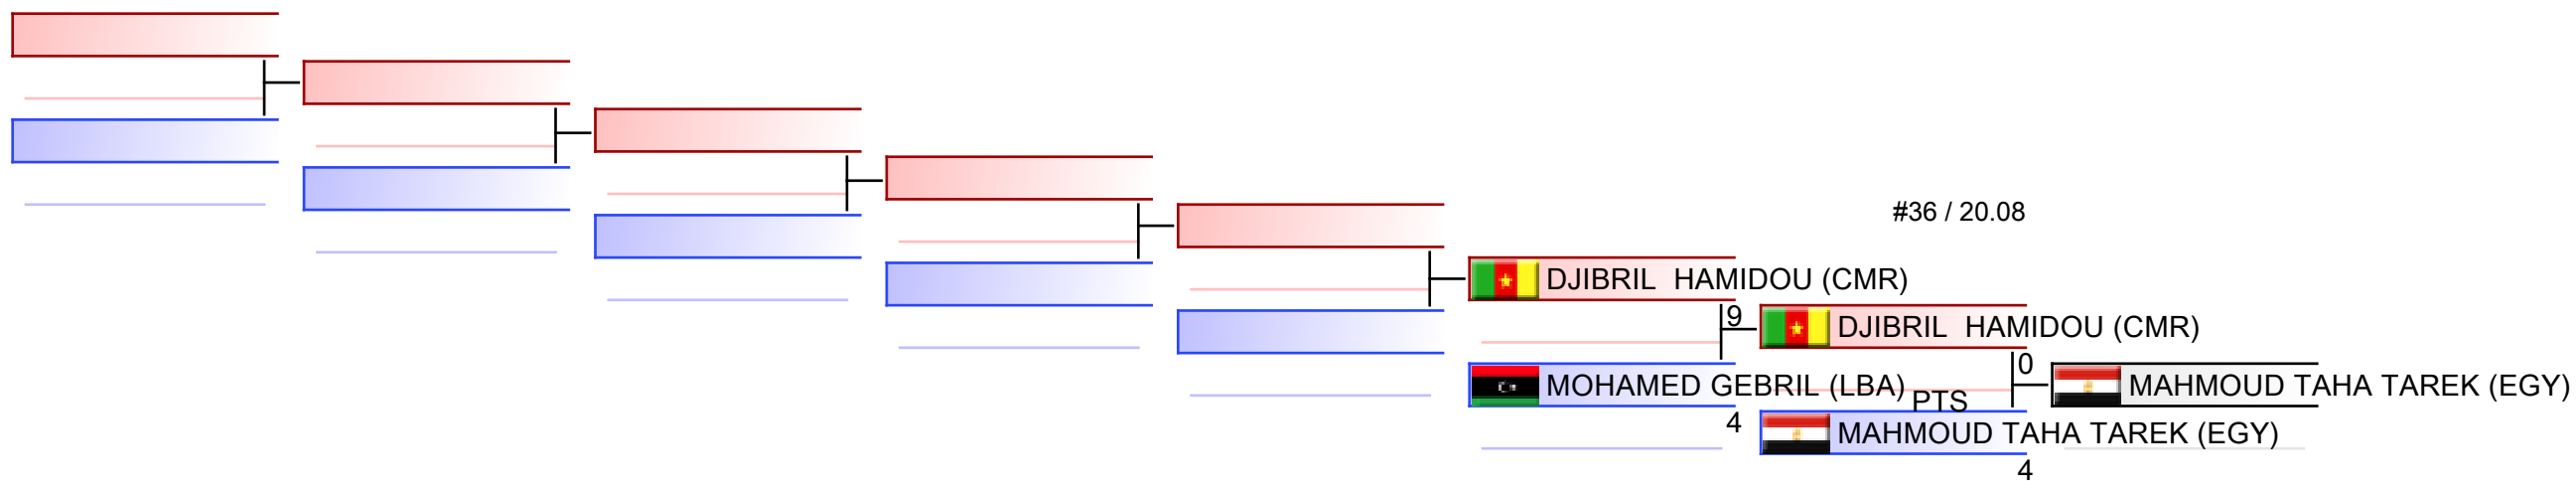 #36 / 20.08
DJIBRIL  HAMIDOU (CMR)
9
DJIBRIL  HAMIDOU (CMR)
0
MOHAMED GEBRIL (LBA)
MAHMOUD TAHA TAREK (EGY)
PTS
4
MAHMOUD TAHA TAREK (EGY)
4